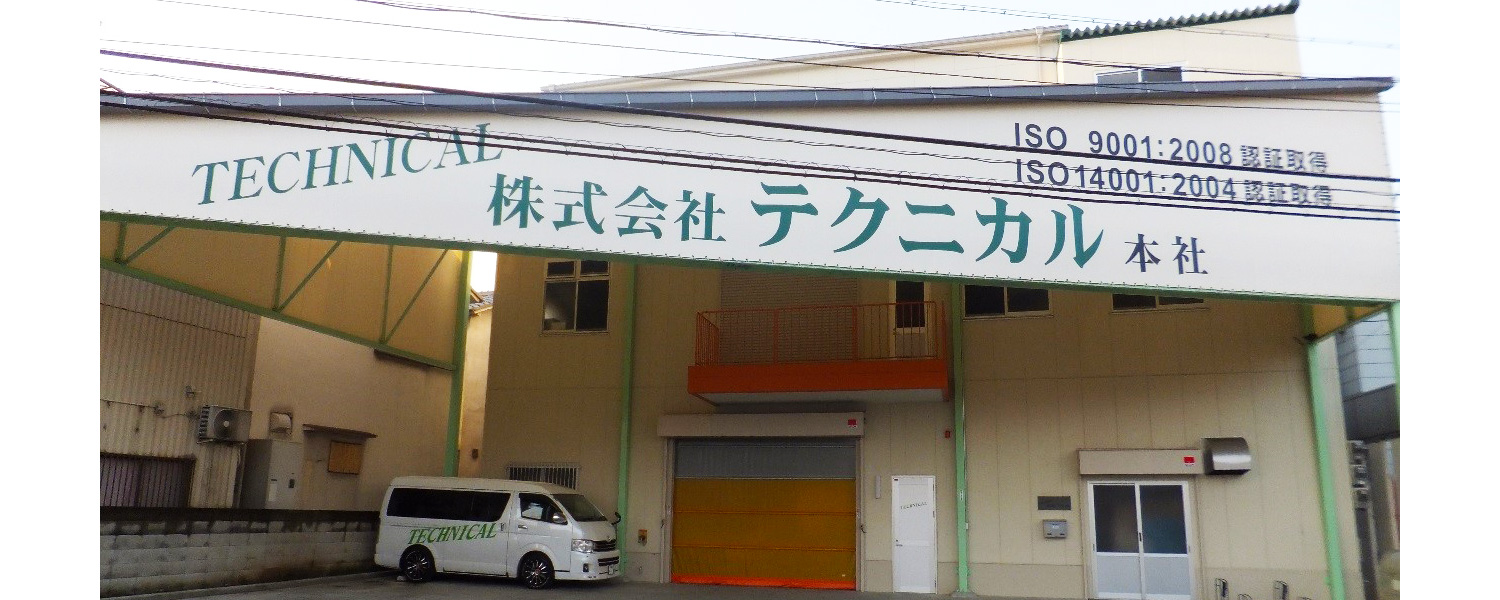 TECHNICAL
ISO 9001:2008 認証取得
ISO14001:2004 認証取得
株式会社 テクニカル 本社
TECHNICAL
TECHNICAL